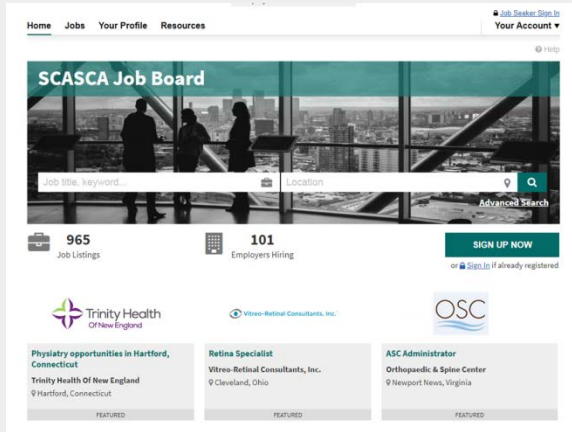 Job Seeker Sign In
Home Jobs Your Profile Resources Your Account
Help
SCASCA Job Board
Job title, keyword...
Location
Advanced Search
965
Job Listings
101
Employers Hiring
SIGN UP NOW
or Sign In if already registered
Trinity Health
Of New England
Vitreo-Retinal Consultants, Inc.
OSC
Physiatry opportunities in Hartford,
Connecticut
Trinity Health Of New England
Hartford, Connecticut
FEATURED
Retina Specialist
Vitreo-Retinal Consultants, Inc.
Cleveland, Ohio
FEATURED
ASC Administrator
Orthopaedic & Spine Center
Newport News, Virginia
FEATURED